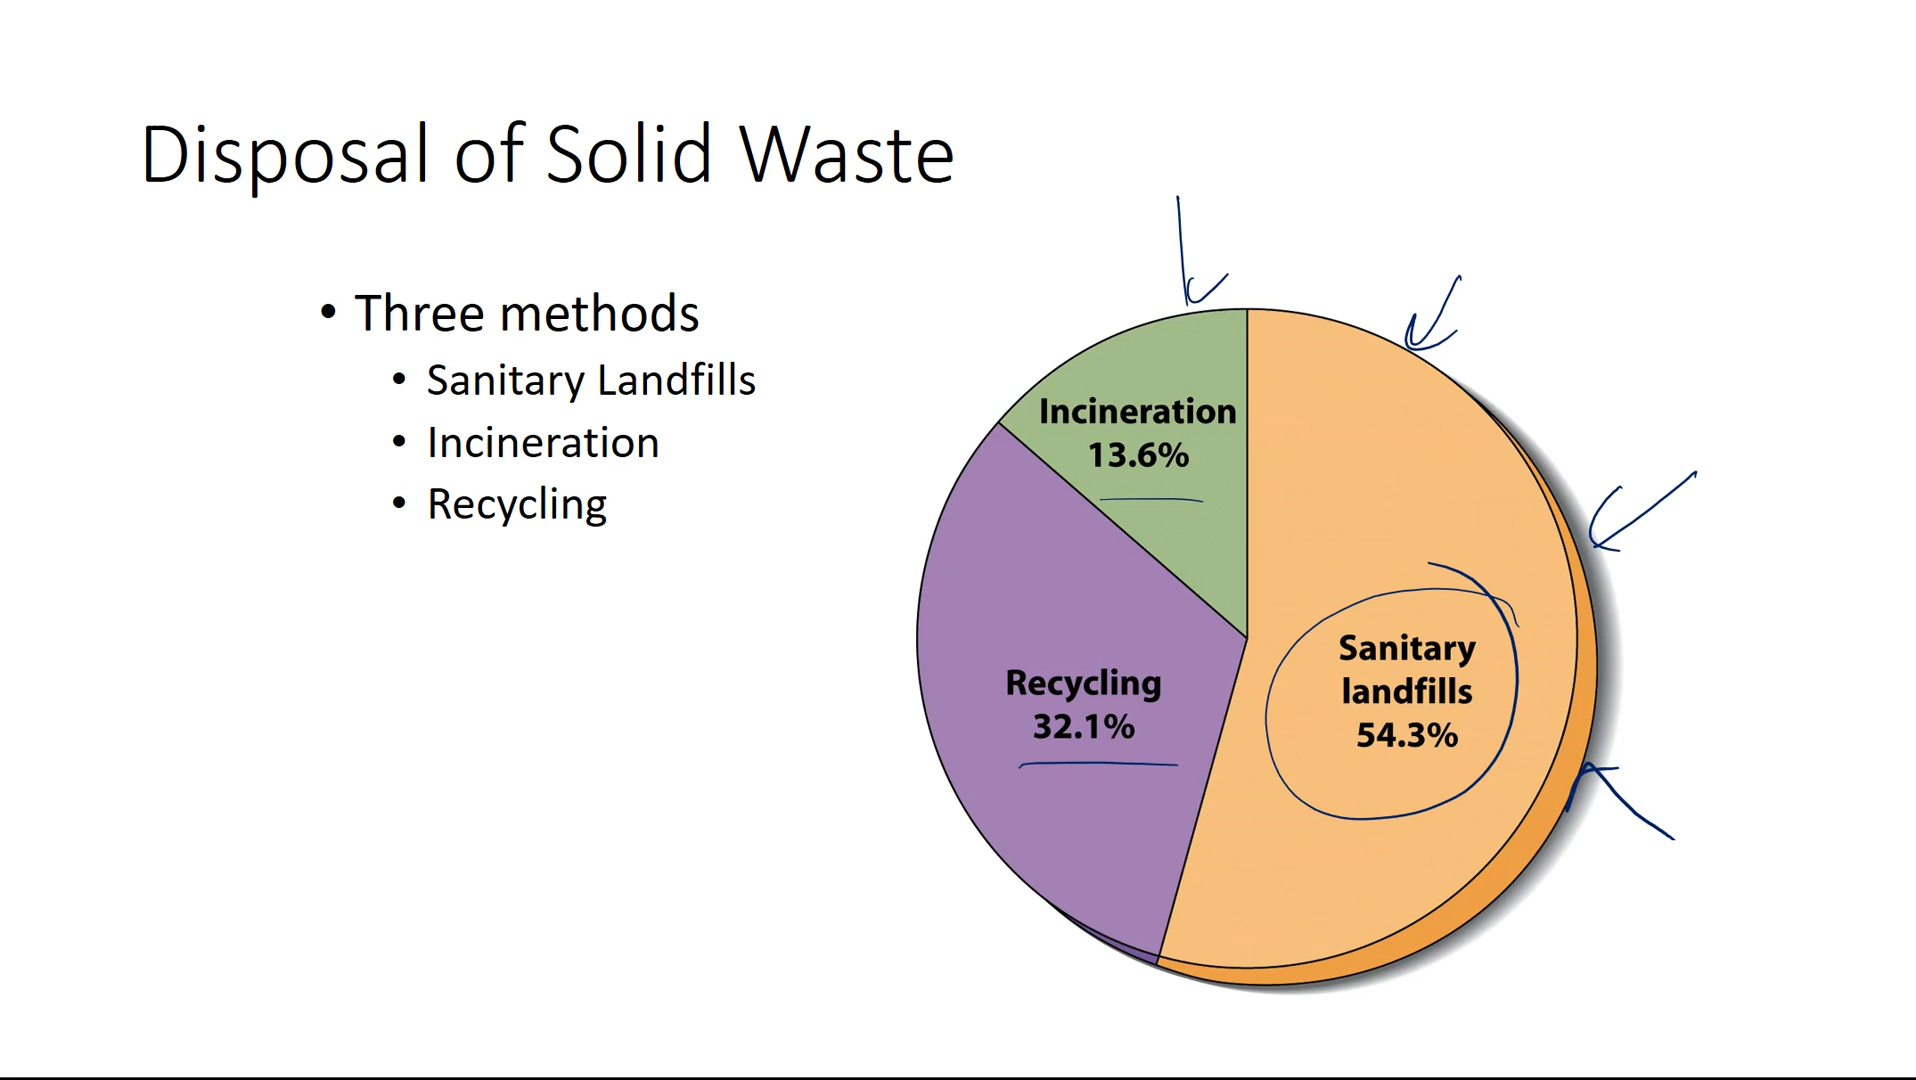 Disposal of Solid Waste
• Three methods
• Sanitary Landfills
• Incineration
• Recycling
Incineration
13.6%
Recycling
32.1%
Sanitary
landfills
54.3%